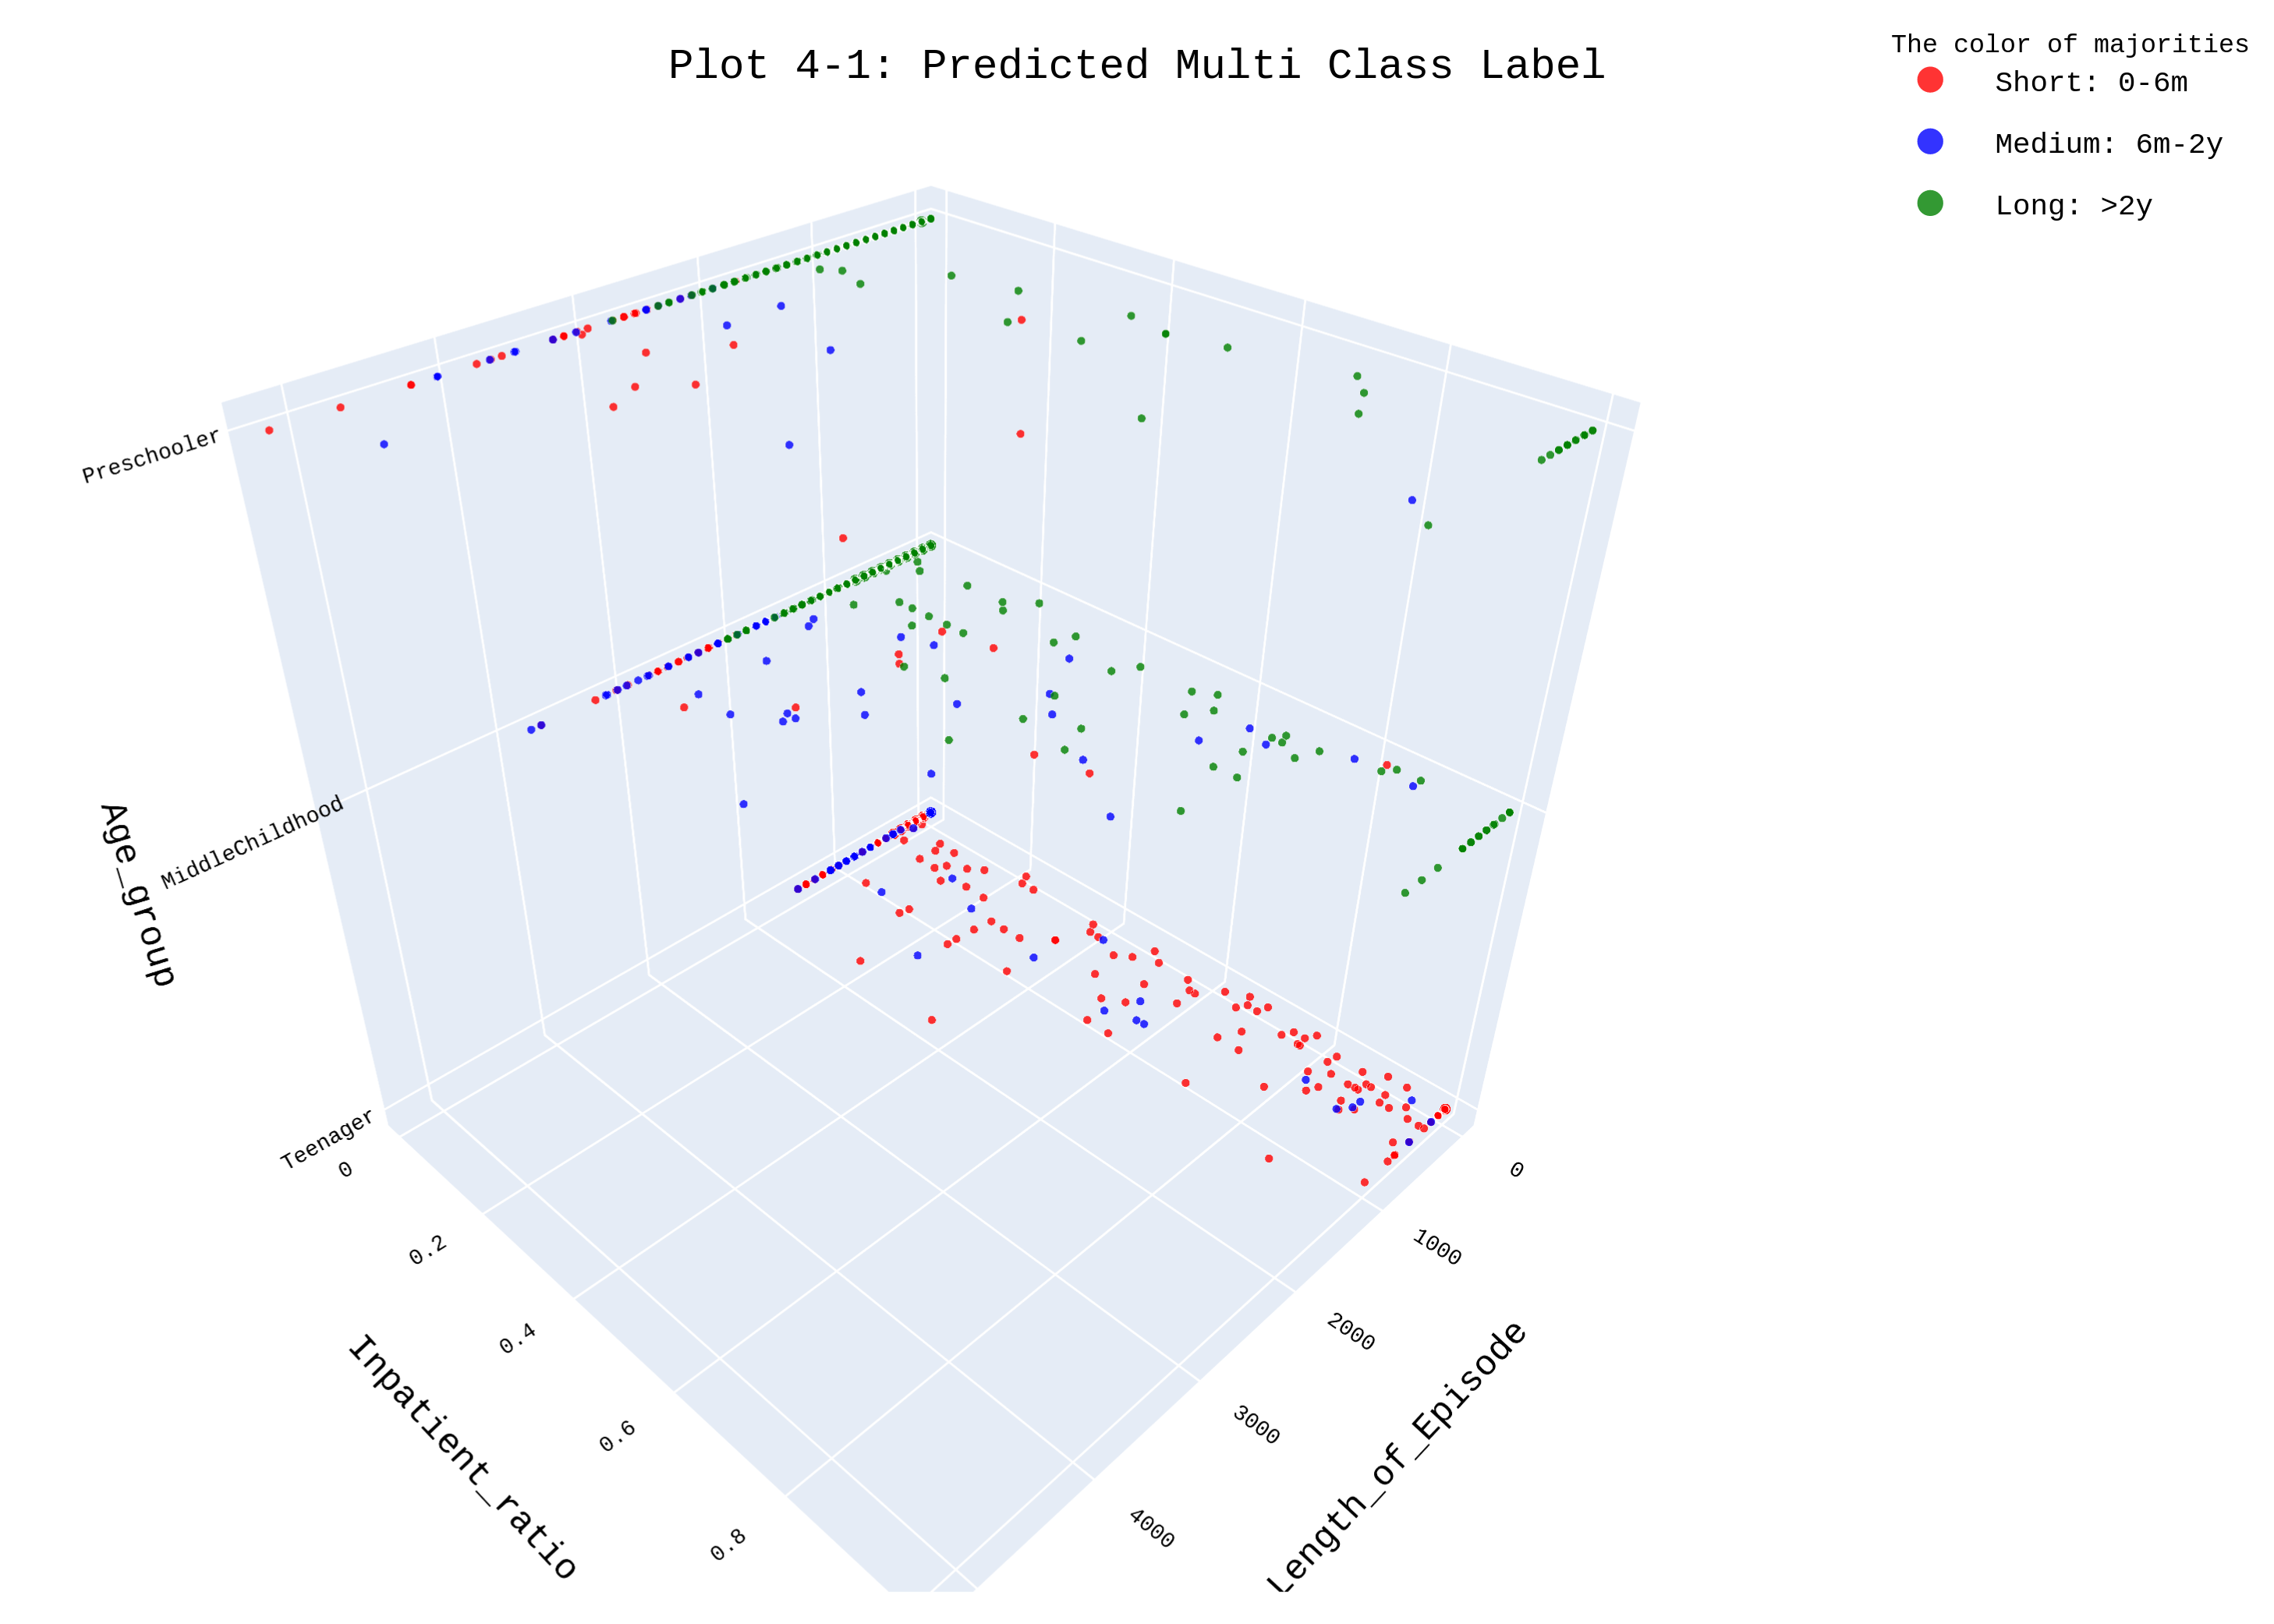 Plot 4-1: Predicted Multi Class Label
The color of majorities
Short: 0-6m
Medium: 6m-2y
Long: >2y
Preschooler
MiddleChildhood
Teenager
Age_group
0
0.2
0.4
0.6
0.8
Inpatient_ratio
0
1000
2000
3000
4000
Length_of_Episode